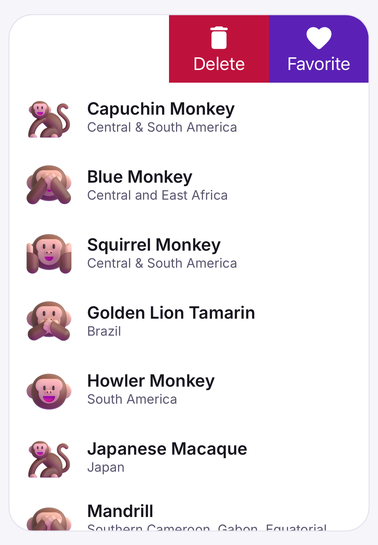 Delete
Favorite
Capuchin Monkey
Central & South America
Blue Monkey
Central and East Africa
Squirrel Monkey
Central & South America
Golden Lion Tamarin
Brazil
Howler Monkey
South America
Japanese Macaque
Japan
Mandrill
Southern Cameroon, Gabon, Equatorial